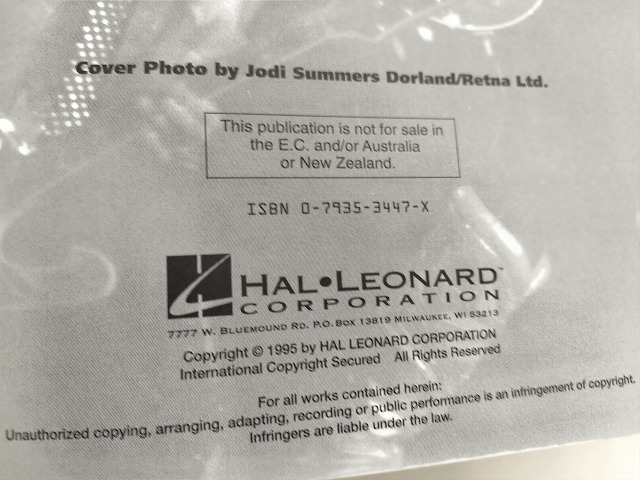 Cover Photo by Jodi Summers Dorland/Retna Ltd.
This publication is not for sale in
the E.C. and/or Australia
or New Zealand.
ISBN 0-7935-3447-X
HAL•LEONARD™
CORPORATION
7777 W. BLUEMOUND RD. P.O. BOX 13819 MILWAUKEE, WI 53213
Copyright © 1995 by HAL LEONARD CORPORATION
International Copyright Secured All Rights Reserved
For all works contained herein:
Unauthorized copying, arranging, adapting, recording or public performance is an infringement of copyright.
Infringers are liable under the law.